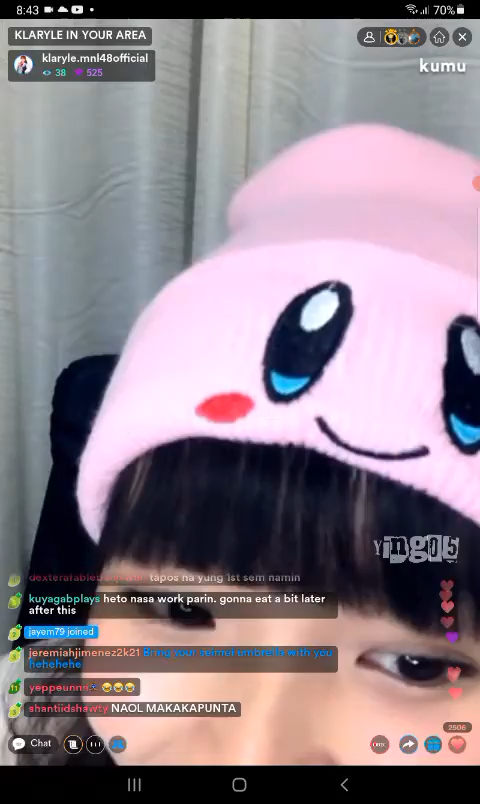 8:43
70%
KLARYLE IN YOUR AREA
klaryle.mnl48official
38 525
kumu
YingO5
tapos na yung 1st sem namin
kuyagabplays heto nasa work parin. gonna eat a bit later
after this
jayem79 joined
jeremiahjimenez2k21 Bring your seimei umbrella with you
hehehehe
yeppeunnn 😂😂😂
shantiidshawty NAOL MAKAKAPUNTA
2506
Chat